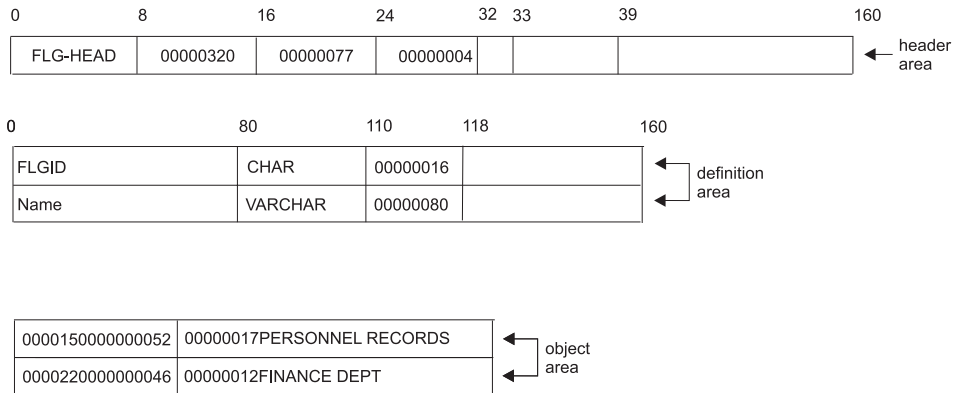 0 8 16 24 32 33 39 160
FLG-HEAD 00000320 00000077 00000004
header
area
0 80 110 118 160
FLGID CHAR 00000016
Name VARCHAR 00000080
definition
area
0000150000000052 00000017PERSONNEL RECORDS
0000220000000046 00000012FINANCE DEPT
object
area